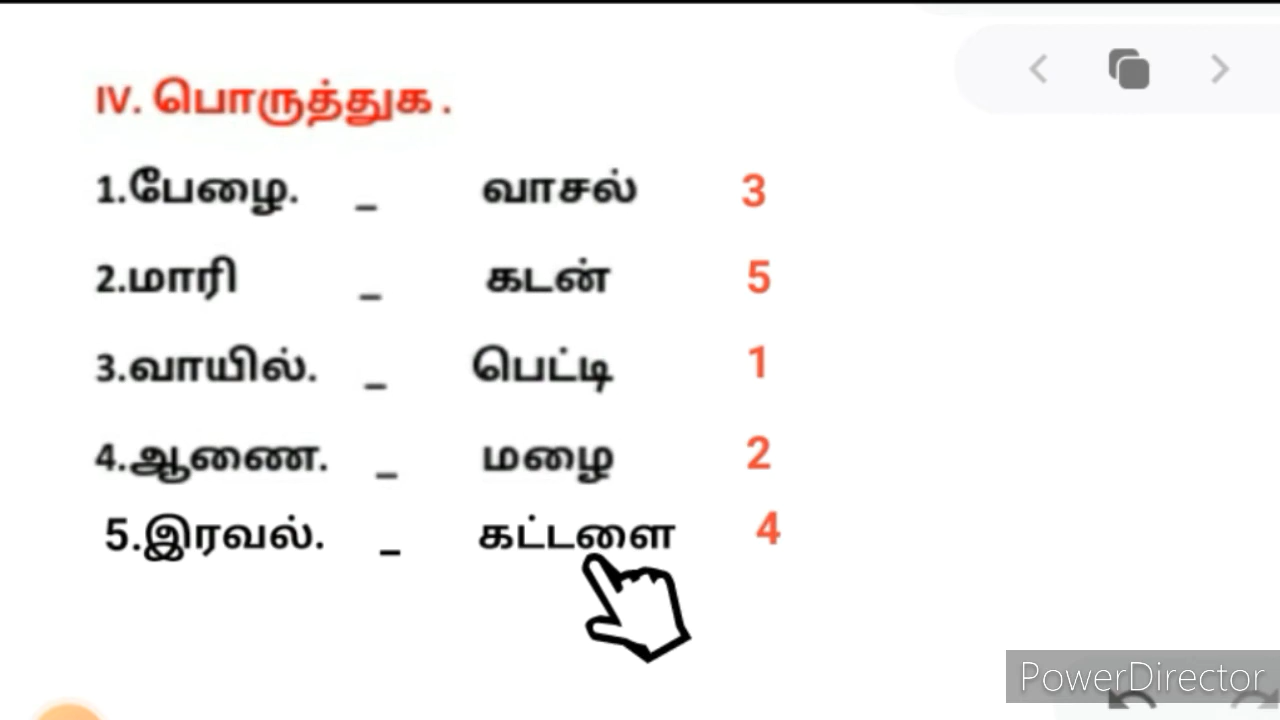 IV. பொருத்துக .
1.பேழை. _ வாசல் 3
2.மாரி _ கடன் 5
3.வாயில். _ பெட்டி 1
4.ஆணை. _ மழை 2
5.இரவல். _ கட்டளை 4
PowerDirector